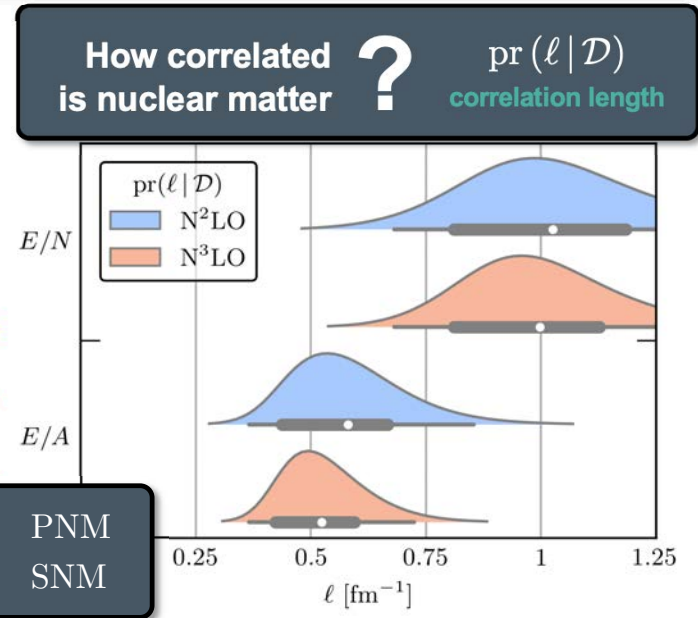 How correlated
is nuclear matter
?
pr(ℓ | 𝒟)
correlation length
pr(ℓ | 𝒟)
N²LO
N³LO
E/N
E/A
PNM
SNM
0.25 0.5 0.75 1 1.25
ℓ [fm⁻¹]